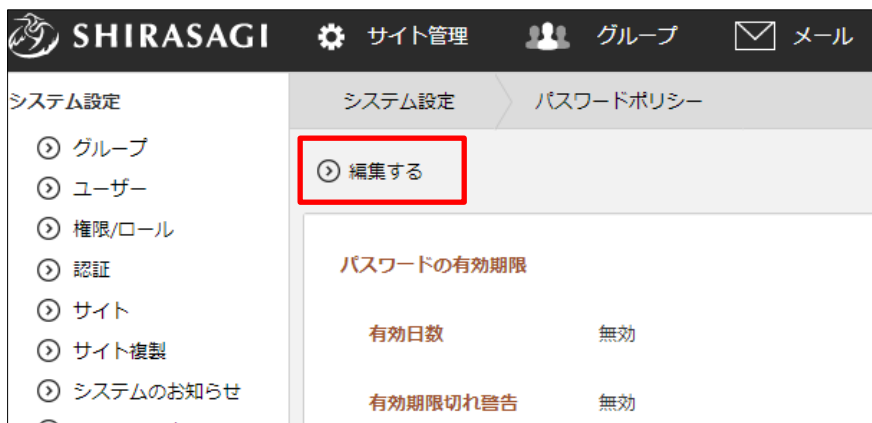 SHIRASAGI サイト管理 グループ メール
システム設定
グループ
ユーザー
権限/ロール
認証
サイト
サイト複製
システムのお知らせ
システム設定 パスワードポリシー
編集する
パスワードの有効期限
有効日数 無効
有効期限切れ警告 無効